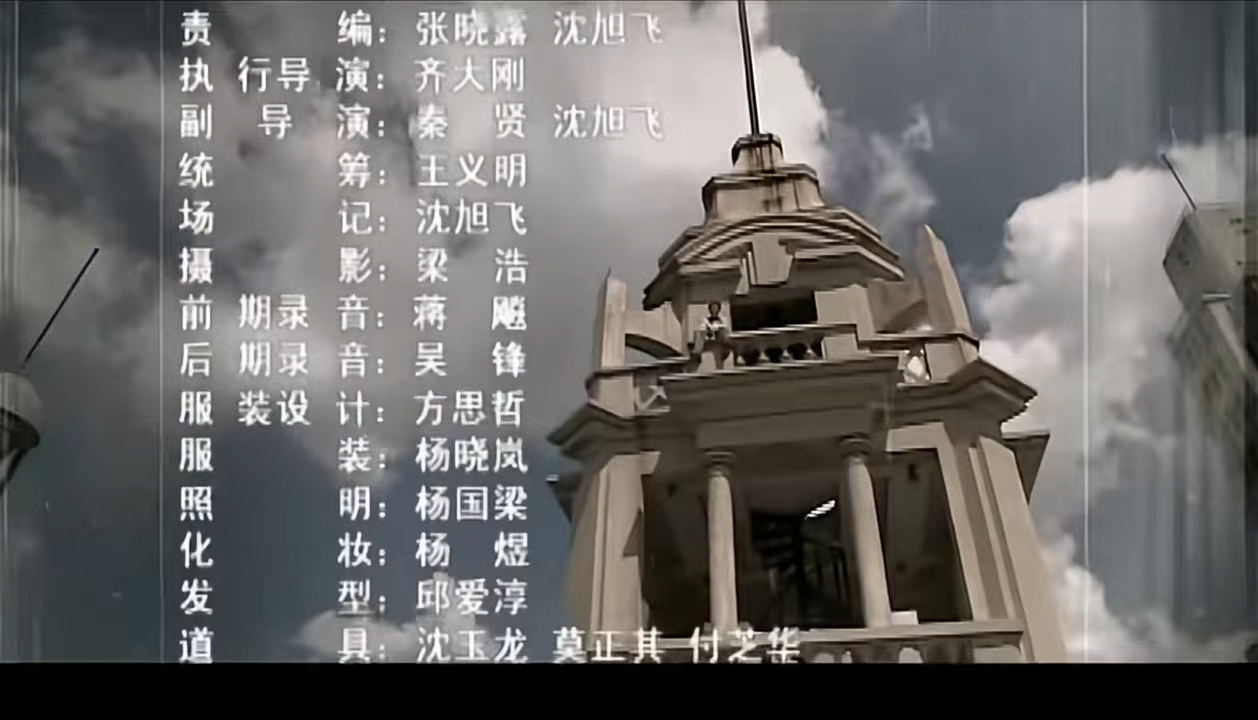 责编：张晓露 沈旭飞
执行导演：齐大刚
副导演：秦贤 沈旭飞
统筹：王义明
场记：沈旭飞
摄影：梁浩
前期录音：蒋飚
后期录音：吴锋
服装设计：方思哲
服装：杨晓岚
照明：杨国梁
化妆：杨煜
发型：邱爱淳
道具：沈玉龙 莫正其 付芝华